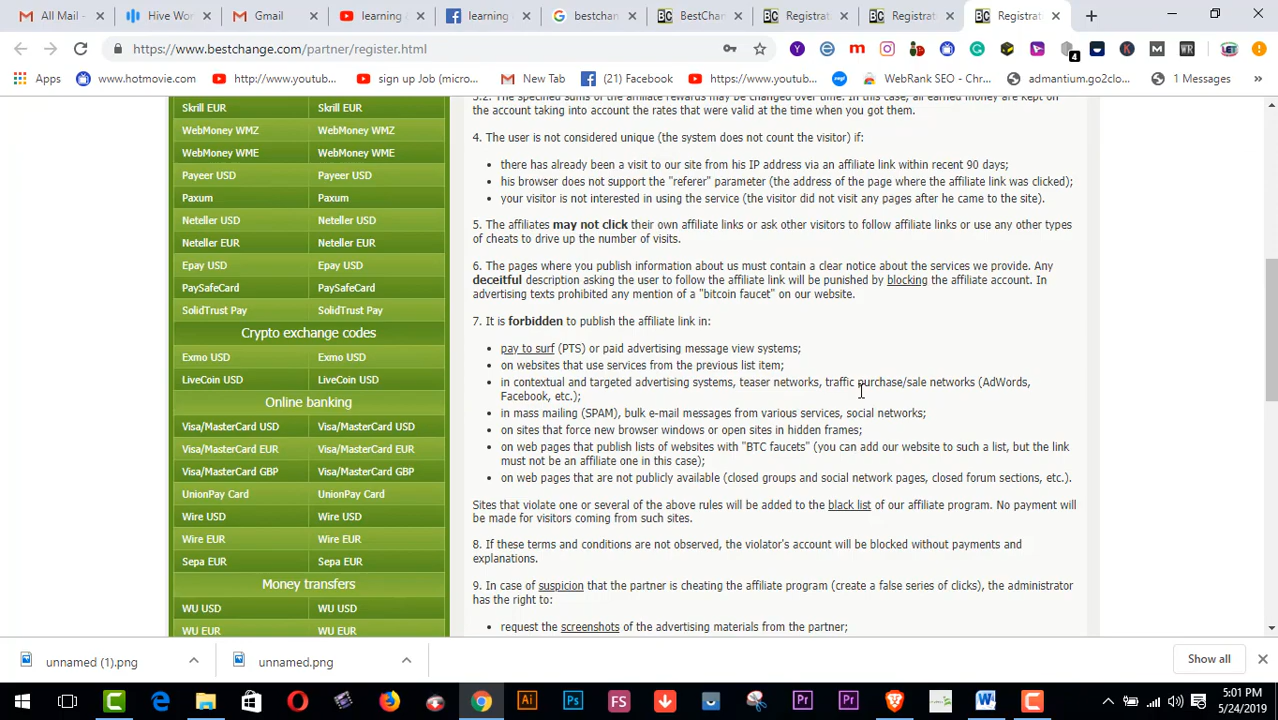 All Mail -
Hive Wor
Gmail
learning (
learning
bestchan
BestChan
Registrat
Registrat
Registrat
https://www.bestchange.com/partner/register.html
Apps
www.hotmovie.com
http://www.youtub...
sign up Job (micro...
New Tab
(21) Facebook
https://www.youtub...
WebRank SEO - Cho...
admantium.go2clo...
1 Messages
Skrill EUR Skrill EUR
WebMoney WMZ WebMoney WMZ
WebMoney WME WebMoney WME
Payeer USD Payeer USD
Paxum Paxum
Neteller USD Neteller USD
Neteller EUR Neteller EUR
Epay USD Epay USD
PaySafeCard PaySafeCard
SolidTrust Pay SolidTrust Pay
Crypto exchange codes
Exmo USD Exmo USD
LiveCoin USD LiveCoin USD
Online banking
Visa/MasterCard USD Visa/MasterCard USD
Visa/MasterCard EUR Visa/MasterCard EUR
Visa/MasterCard GBP Visa/MasterCard GBP
UnionPay Card UnionPay Card
Wire USD Wire USD
Wire EUR Wire EUR
Sepa EUR Sepa EUR
Money transfers
WU USD WU USD
WU EUR WU EUR
3.2. The specified sums of the affiliate rewards may be changed over time. In this case, all earned money are kept on
the account taking into account the rates that were valid at the time when you got them.
4. The user is not considered unique (the system does not count the visitor) if:
• there has already been a visit to our site from his IP address via an affiliate link within recent 90 days;
• his browser does not support the "referer" parameter (the address of the page where the affiliate link was clicked);
• your visitor is not interested in using the service (the visitor did not visit any pages after he came to the site).
5. The affiliates may not click their own affiliate links or ask other visitors to follow affiliate links or use any other types
of cheats to drive up the number of visits.
6. The pages where you publish information about us must contain a clear notice about the services we provide. Any
deceitful description asking the user to follow the affiliate link will be punished by blocking the affiliate account. In
advertising texts prohibited any mention of a "bitcoin faucet" on our website.
7. It is forbidden to publish the affiliate link in:
• pay to surf (PTS) or paid advertising message view systems;
• on websites that use services from the previous list item;
• in contextual and targeted advertising systems, teaser networks, traffic purchase/sale networks (AdWords,
Facebook, etc.);
• in mass mailing (SPAM), bulk e-mail messages from various services, social networks;
• on sites that force new browser windows or open sites in hidden frames;
• on web pages that publish lists of websites with "BTC faucets" (you can add our website to such a list, but the link
must not be an affiliate one in this case);
• on web pages that are not publicly available (closed groups and social network pages, closed forum sections, etc.).
Sites that violate one or several of the above rules will be added to the black list of our affiliate program. No payment will
be made for visitors coming from such sites.
8. If these terms and conditions are not observed, the violator's account will be blocked without payments and
explanations.
9. In case of suspicion that the partner is cheating the affiliate program (create a false series of clicks), the administrator
has the right to:
• request the screenshots of the advertising materials from the partner;
unnamed (1).png
unnamed.png
Show all
5:01 PM
5/24/2019